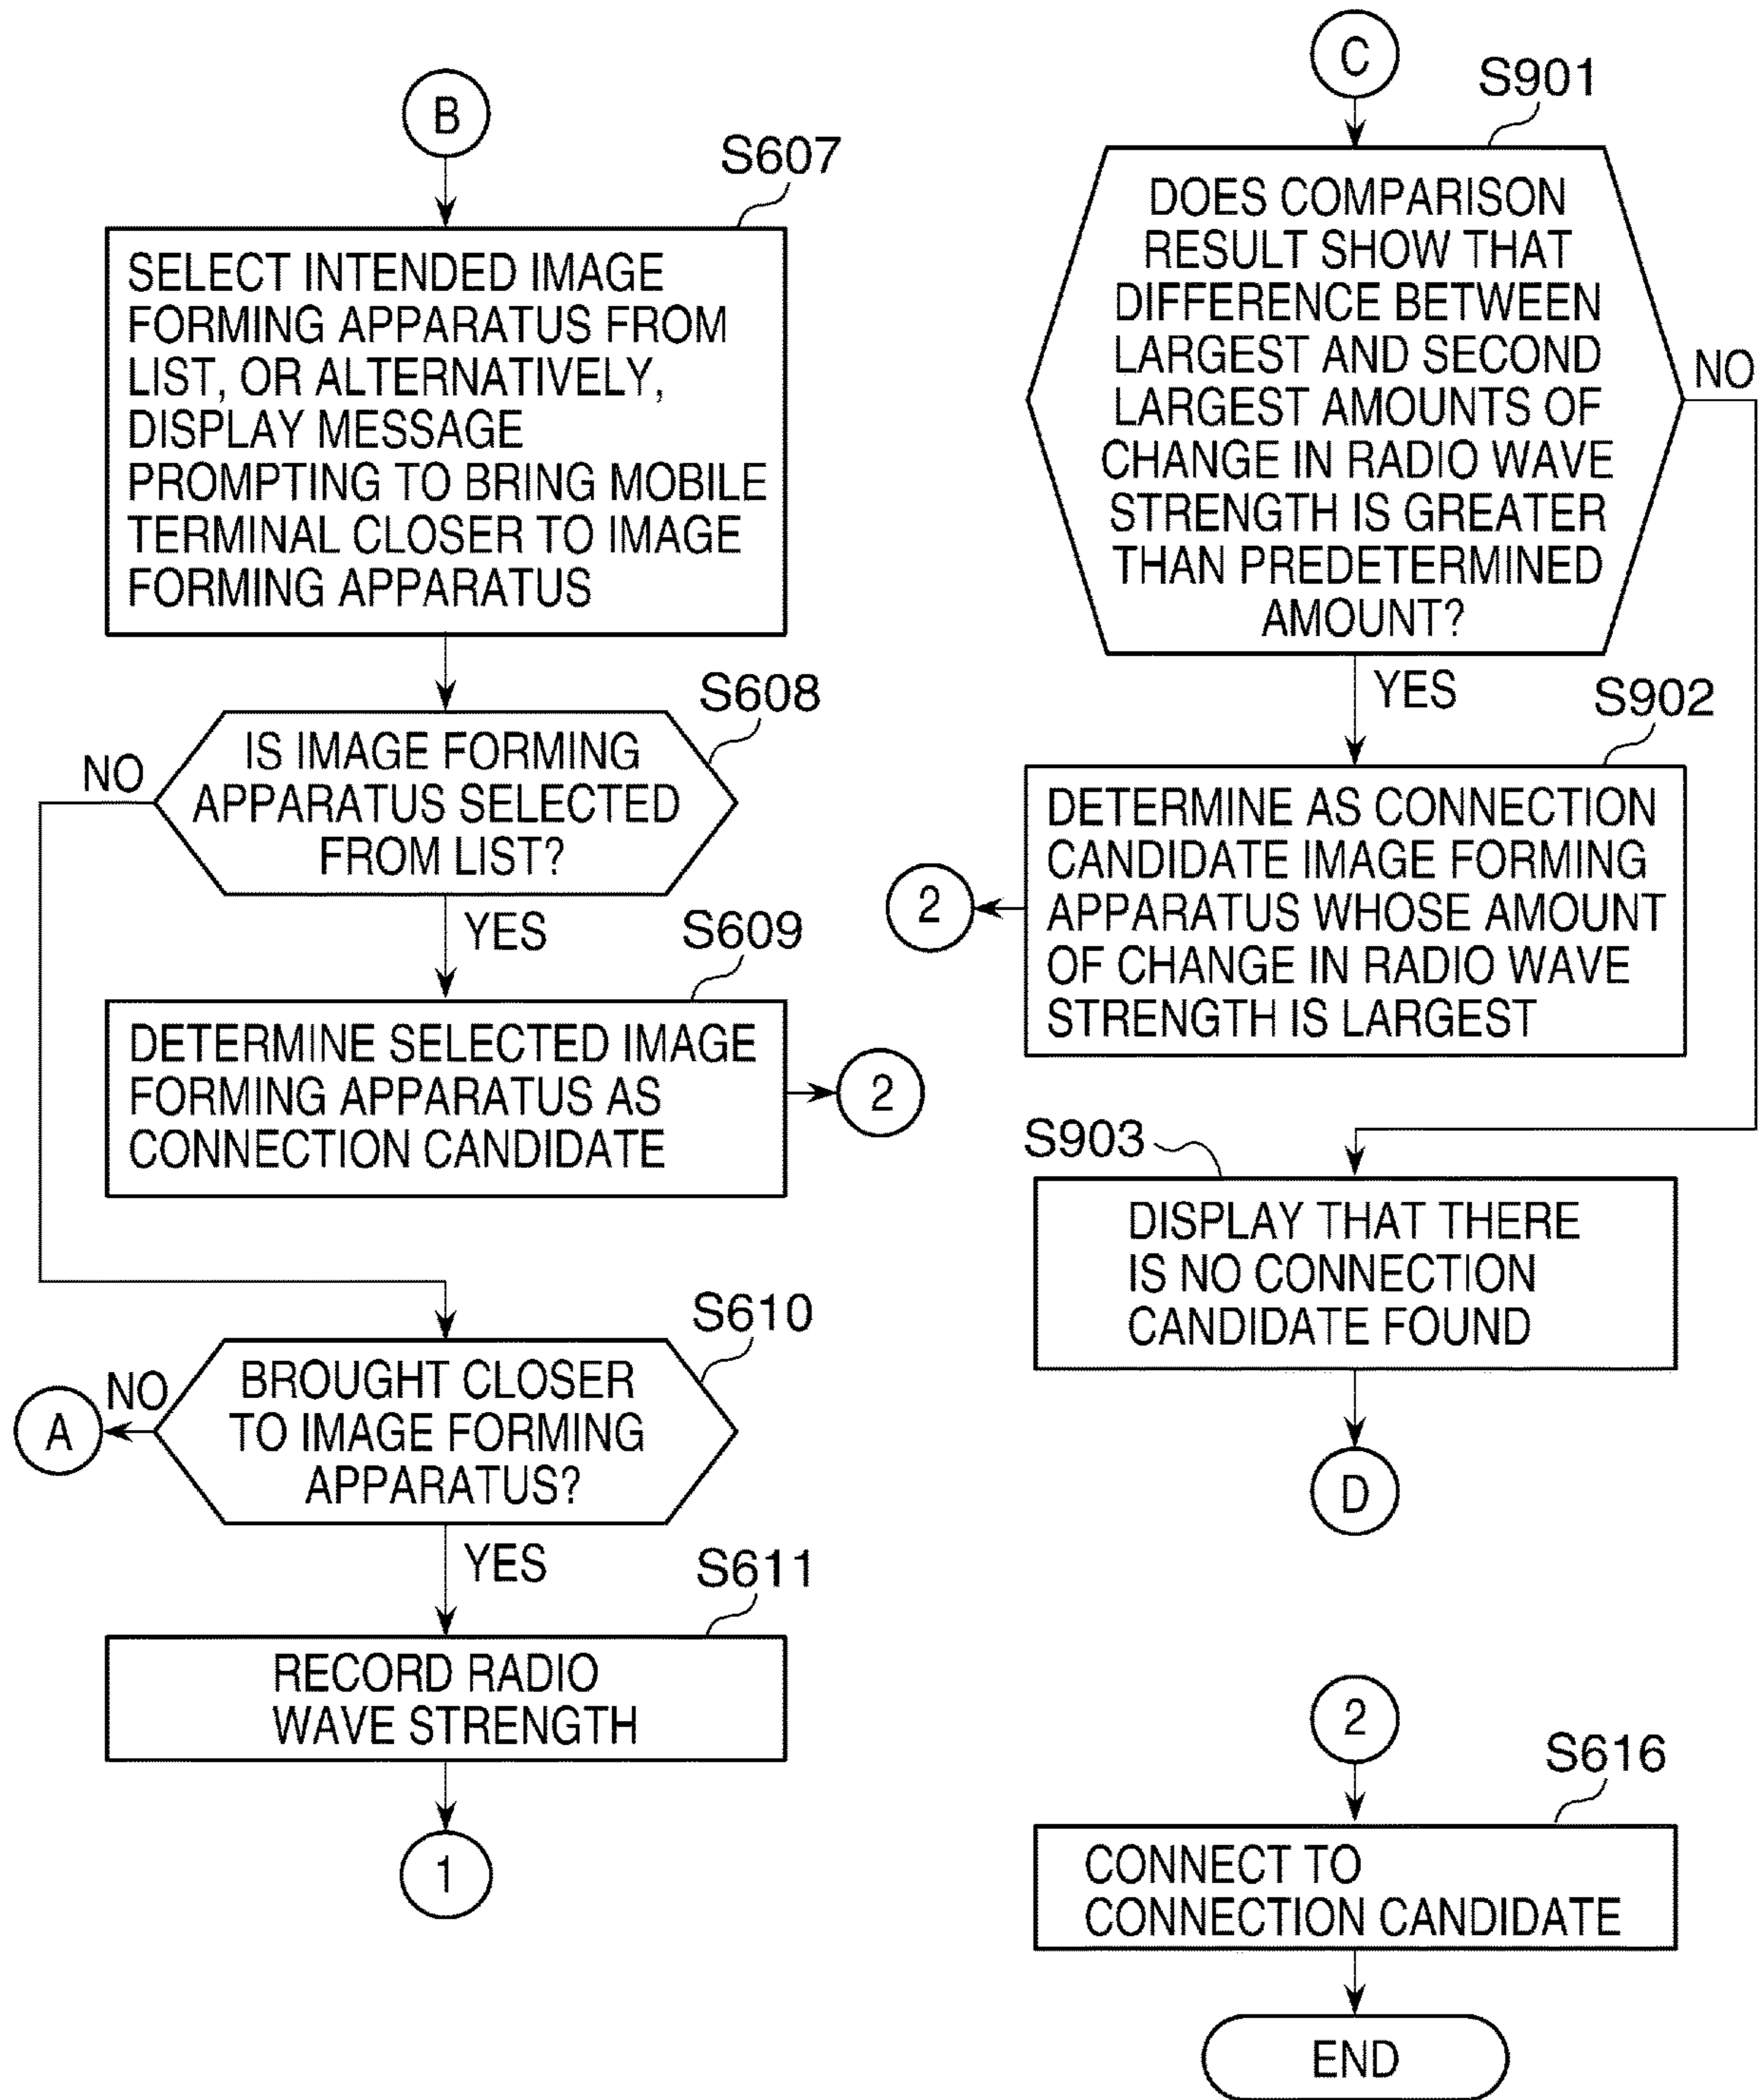 B
S607
SELECT INTENDED IMAGE
FORMING APPARATUS FROM
LIST, OR ALTERNATIVELY,
DISPLAY MESSAGE
PROMPTING TO BRING MOBILE
TERMINAL CLOSER TO IMAGE
FORMING APPARATUS
S608
NO
IS IMAGE FORMING
APPARATUS SELECTED
FROM LIST?
YES
S609
DETERMINE SELECTED IMAGE
FORMING APPARATUS AS
CONNECTION CANDIDATE
2
S610
A
NO
BROUGHT CLOSER
TO IMAGE FORMING
APPARATUS?
YES
S611
RECORD RADIO
WAVE STRENGTH
1
C
S901
DOES COMPARISON
RESULT SHOW THAT
DIFFERENCE BETWEEN
LARGEST AND SECOND
LARGEST AMOUNTS OF
CHANGE IN RADIO WAVE
STRENGTH IS GREATER
THAN PREDETERMINED
AMOUNT?
NO
YES
S902
DETERMINE AS CONNECTION
CANDIDATE IMAGE FORMING
APPARATUS WHOSE AMOUNT
OF CHANGE IN RADIO WAVE
STRENGTH IS LARGEST
2
S903
DISPLAY THAT THERE
IS NO CONNECTION
CANDIDATE FOUND
D
2
S616
CONNECT TO
CONNECTION CANDIDATE
END